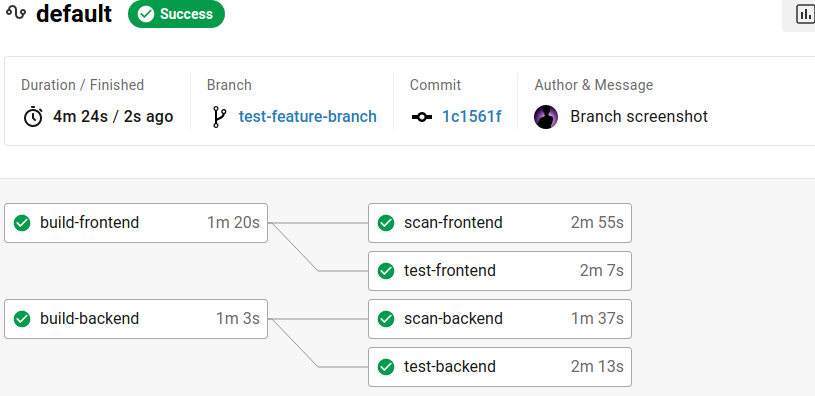 default Success
Duration / Finished Branch Commit Author & Message
4m 24s / 2s ago test-feature-branch 1c1561f Branch screenshot
build-frontend 1m 20s scan-frontend 2m 55s
test-frontend 2m 7s
build-backend 1m 3s scan-backend 1m 37s
test-backend 2m 13s